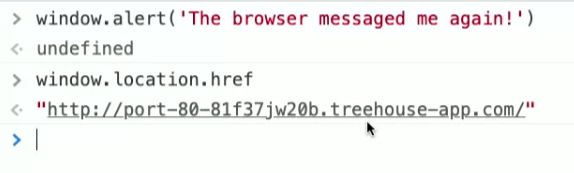 > window.alert('The browser messaged me again!')
<· undefined
> window.location.href
<· "http://port-80-81f37jw20b.treehouse-app.com/"
>